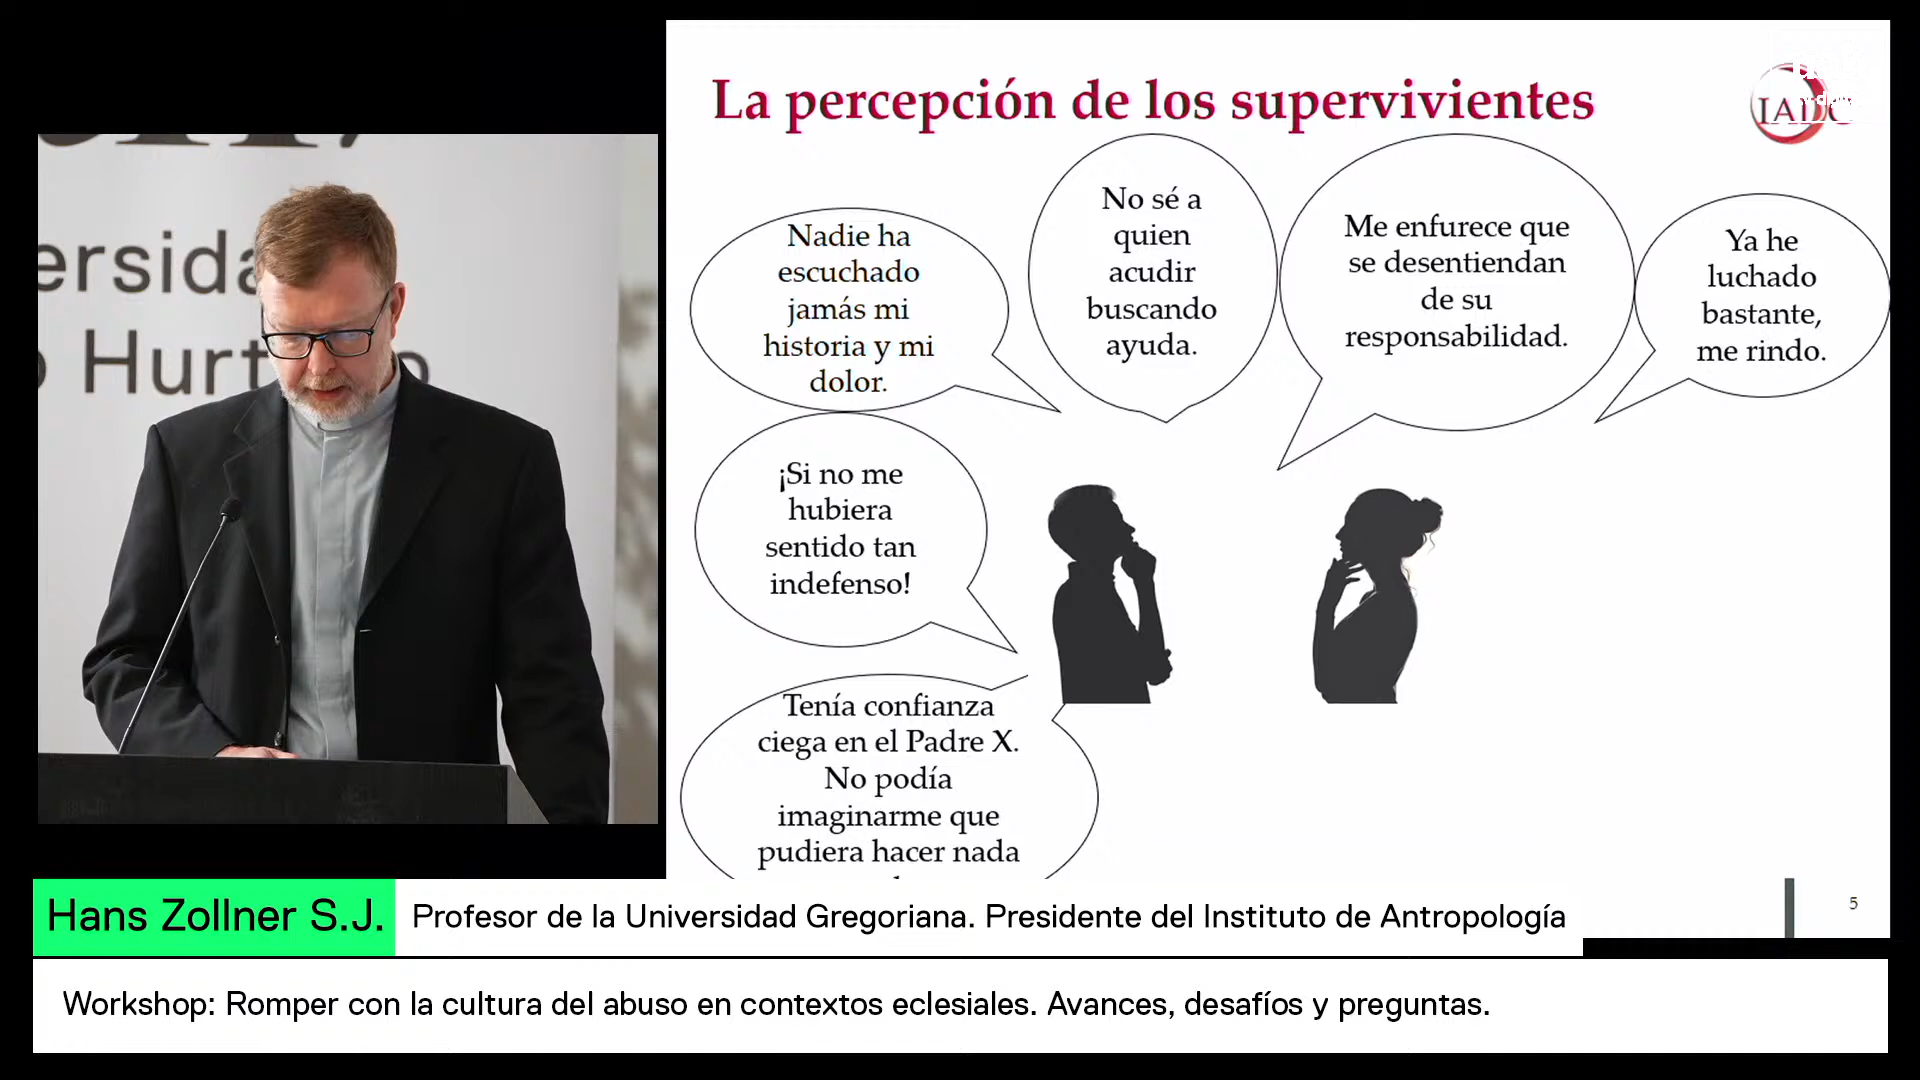 La percepción de los supervivientes
Nadie ha
escuchado
jamás mi
historia y mi
dolor.
No sé a
quien
acudir
buscando
ayuda.
Me enfurece que
se desentiendan
de su
responsabilidad.
Ya he
luchado
bastante,
me rindo.
¡Si no me
hubiera
sentido tan
indefenso!
Tenía confianza
ciega en el Padre X.
No podía
imaginarme que
pudiera hacer nada
ersida
o Hurt o
5
Hans Zollner S.J.
Profesor de la Universidad Gregoriana. Presidente del Instituto de Antropología
Workshop: Romper con la cultura del abuso en contextos eclesiales. Avances, desafíos y preguntas.